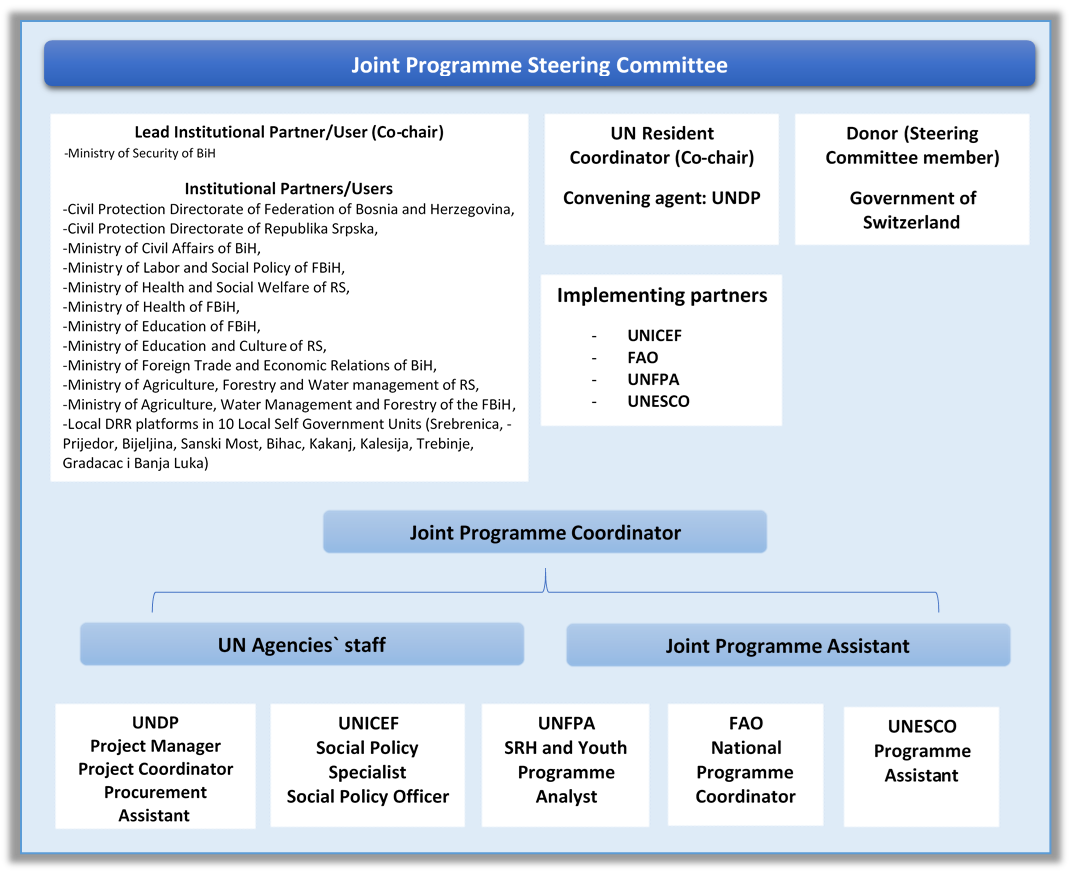 Joint Programme Steering Committee
Lead Institutional Partner/User (Co-chair)
-Ministry of Security of BiH
Institutional Partners/Users
-Civil Protection Directorate of Federation of Bosnia and Herzegovina,
-Civil Protection Directorate of Republika Srpska,
-Ministry of Civil Affairs of BiH,
-Ministry of Labor and Social Policy of FBiH,
-Ministry of Health and Social Welfare of RS,
-Ministry of Health of FBiH,
-Ministry of Education of FBiH,
-Ministry of Education and Culture of RS,
-Ministry of Foreign Trade and Economic Relations of BiH,
-Ministry of Agriculture, Forestry and Water management of RS,
-Ministry of Agriculture, Water Management and Forestry of the FBiH,
-Local DRR platforms in 10 Local Self Government Units (Srebrenica, -
Prijedor, Bijeljina, Sanski Most, Bihac, Kakanj, Kalesija, Trebinje,
Gradacac i Banja Luka)
UN Resident
Coordinator (Co-chair)
Convening agent: UNDP
Donor (Steering
Committee member)
Government of
Switzerland
Implementing partners
- UNICEF
- FAO
- UNFPA
- UNESCO
Joint Programme Coordinator
UN Agencies` staff
Joint Programme Assistant
UNDP
Project Manager
Project Coordinator
Procurement
Assistant
UNICEF
Social Policy
Specialist
Social Policy Officer
UNFPA
SRH and Youth
Programme
Analyst
FAO
National
Programme
Coordinator
UNESCO
Programme
Assistant